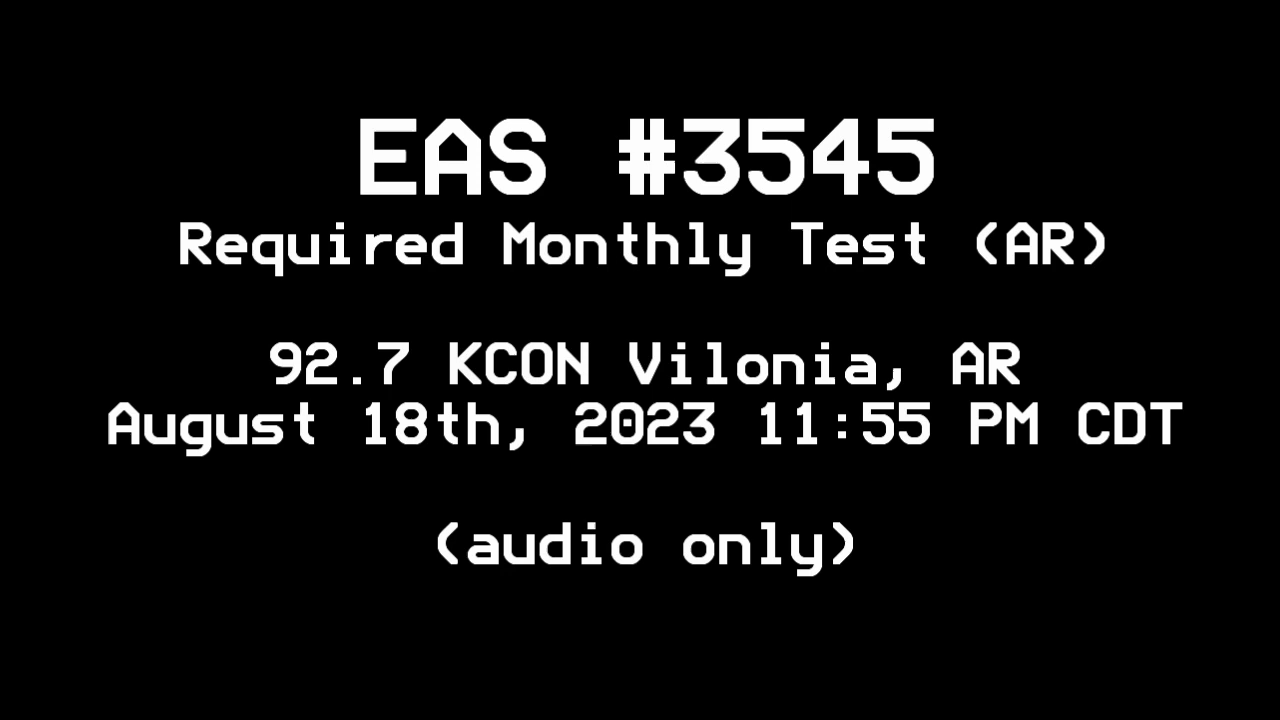 EAS #3545
Required Monthly Test (AR)
92.7 KCON Vilonia, AR
August 18th, 2023 11:55 PM CDT
(audio only)